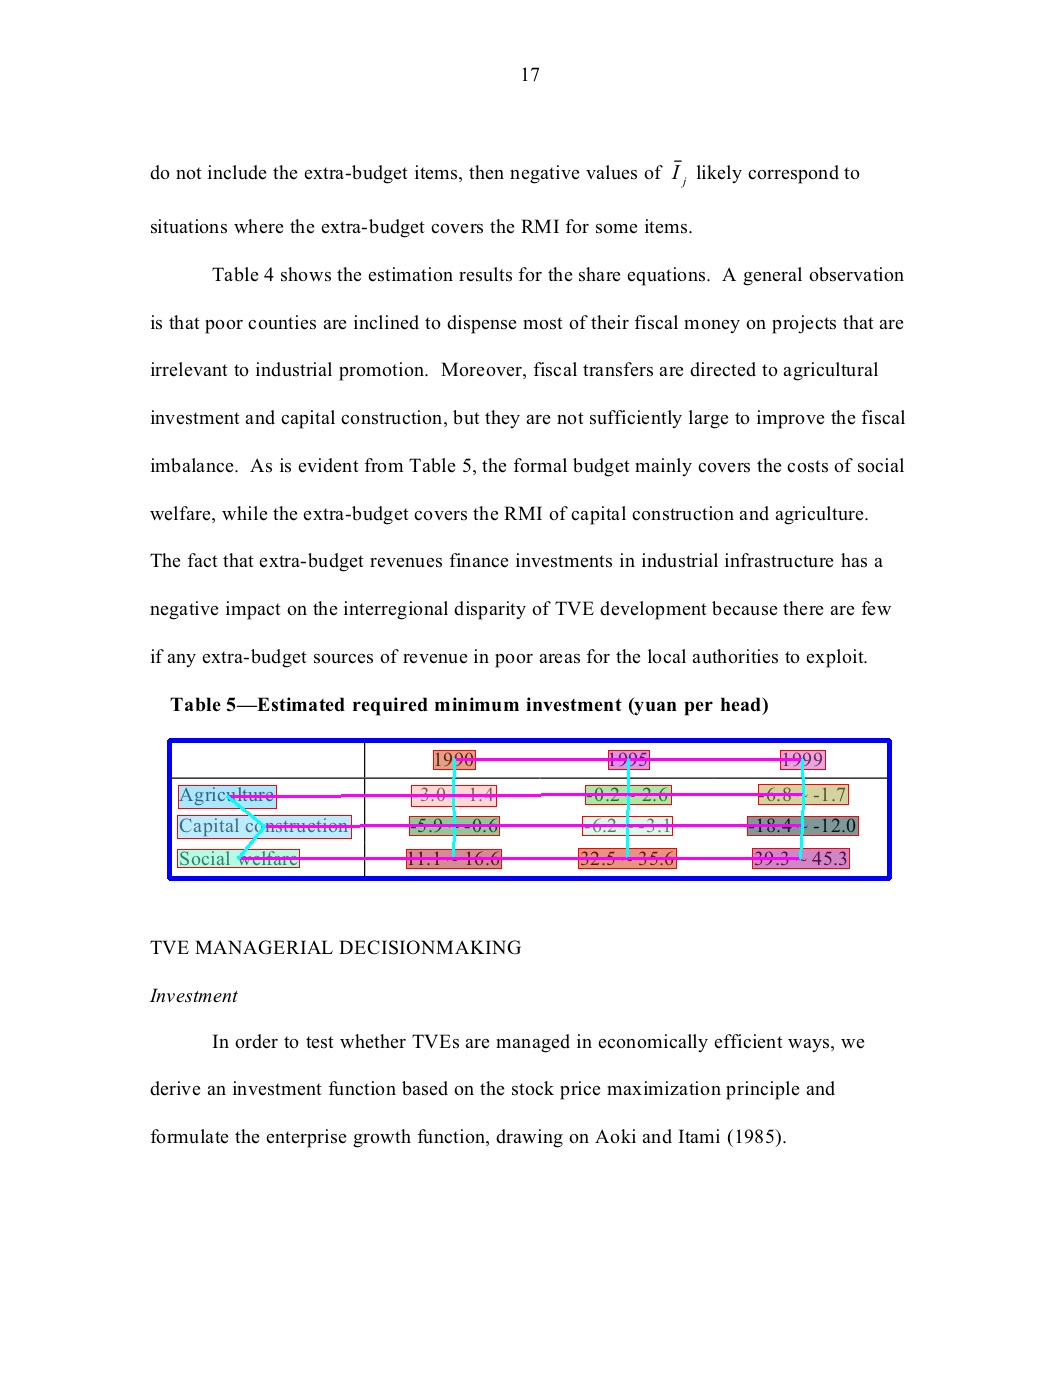 17
do not include the extra-budget items, then negative values of Ī j likely correspond to
situations where the extra-budget covers the RMI for some items.
Table 4 shows the estimation results for the share equations. A general observation
is that poor counties are inclined to dispense most of their fiscal money on projects that are
irrelevant to industrial promotion. Moreover, fiscal transfers are directed to agricultural
investment and capital construction, but they are not sufficiently large to improve the fiscal
imbalance. As is evident from Table 5, the formal budget mainly covers the costs of social
welfare, while the extra-budget covers the RMI of capital construction and agriculture.
The fact that extra-budget revenues finance investments in industrial infrastructure has a
negative impact on the interregional disparity of TVE development because there are few
if any extra-budget sources of revenue in poor areas for the local authorities to exploit.
Table 5—Estimated required minimum investment (yuan per head)
1990 1995 1999
Agriculture -0.2 ~ 2.6 -6.8 ~ -1.7
Capital construction -5.9 ~ -0.6 -6.2 ~ -3.1 -18.4 ~ -12.0
Social welfare 11.1 ~ 16.6 32.5 ~ 35.6 39.3 ~ 45.3
TVE MANAGERIAL DECISIONMAKING
Investment
In order to test whether TVEs are managed in economically efficient ways, we
derive an investment function based on the stock price maximization principle and
formulate the enterprise growth function, drawing on Aoki and Itami (1985).